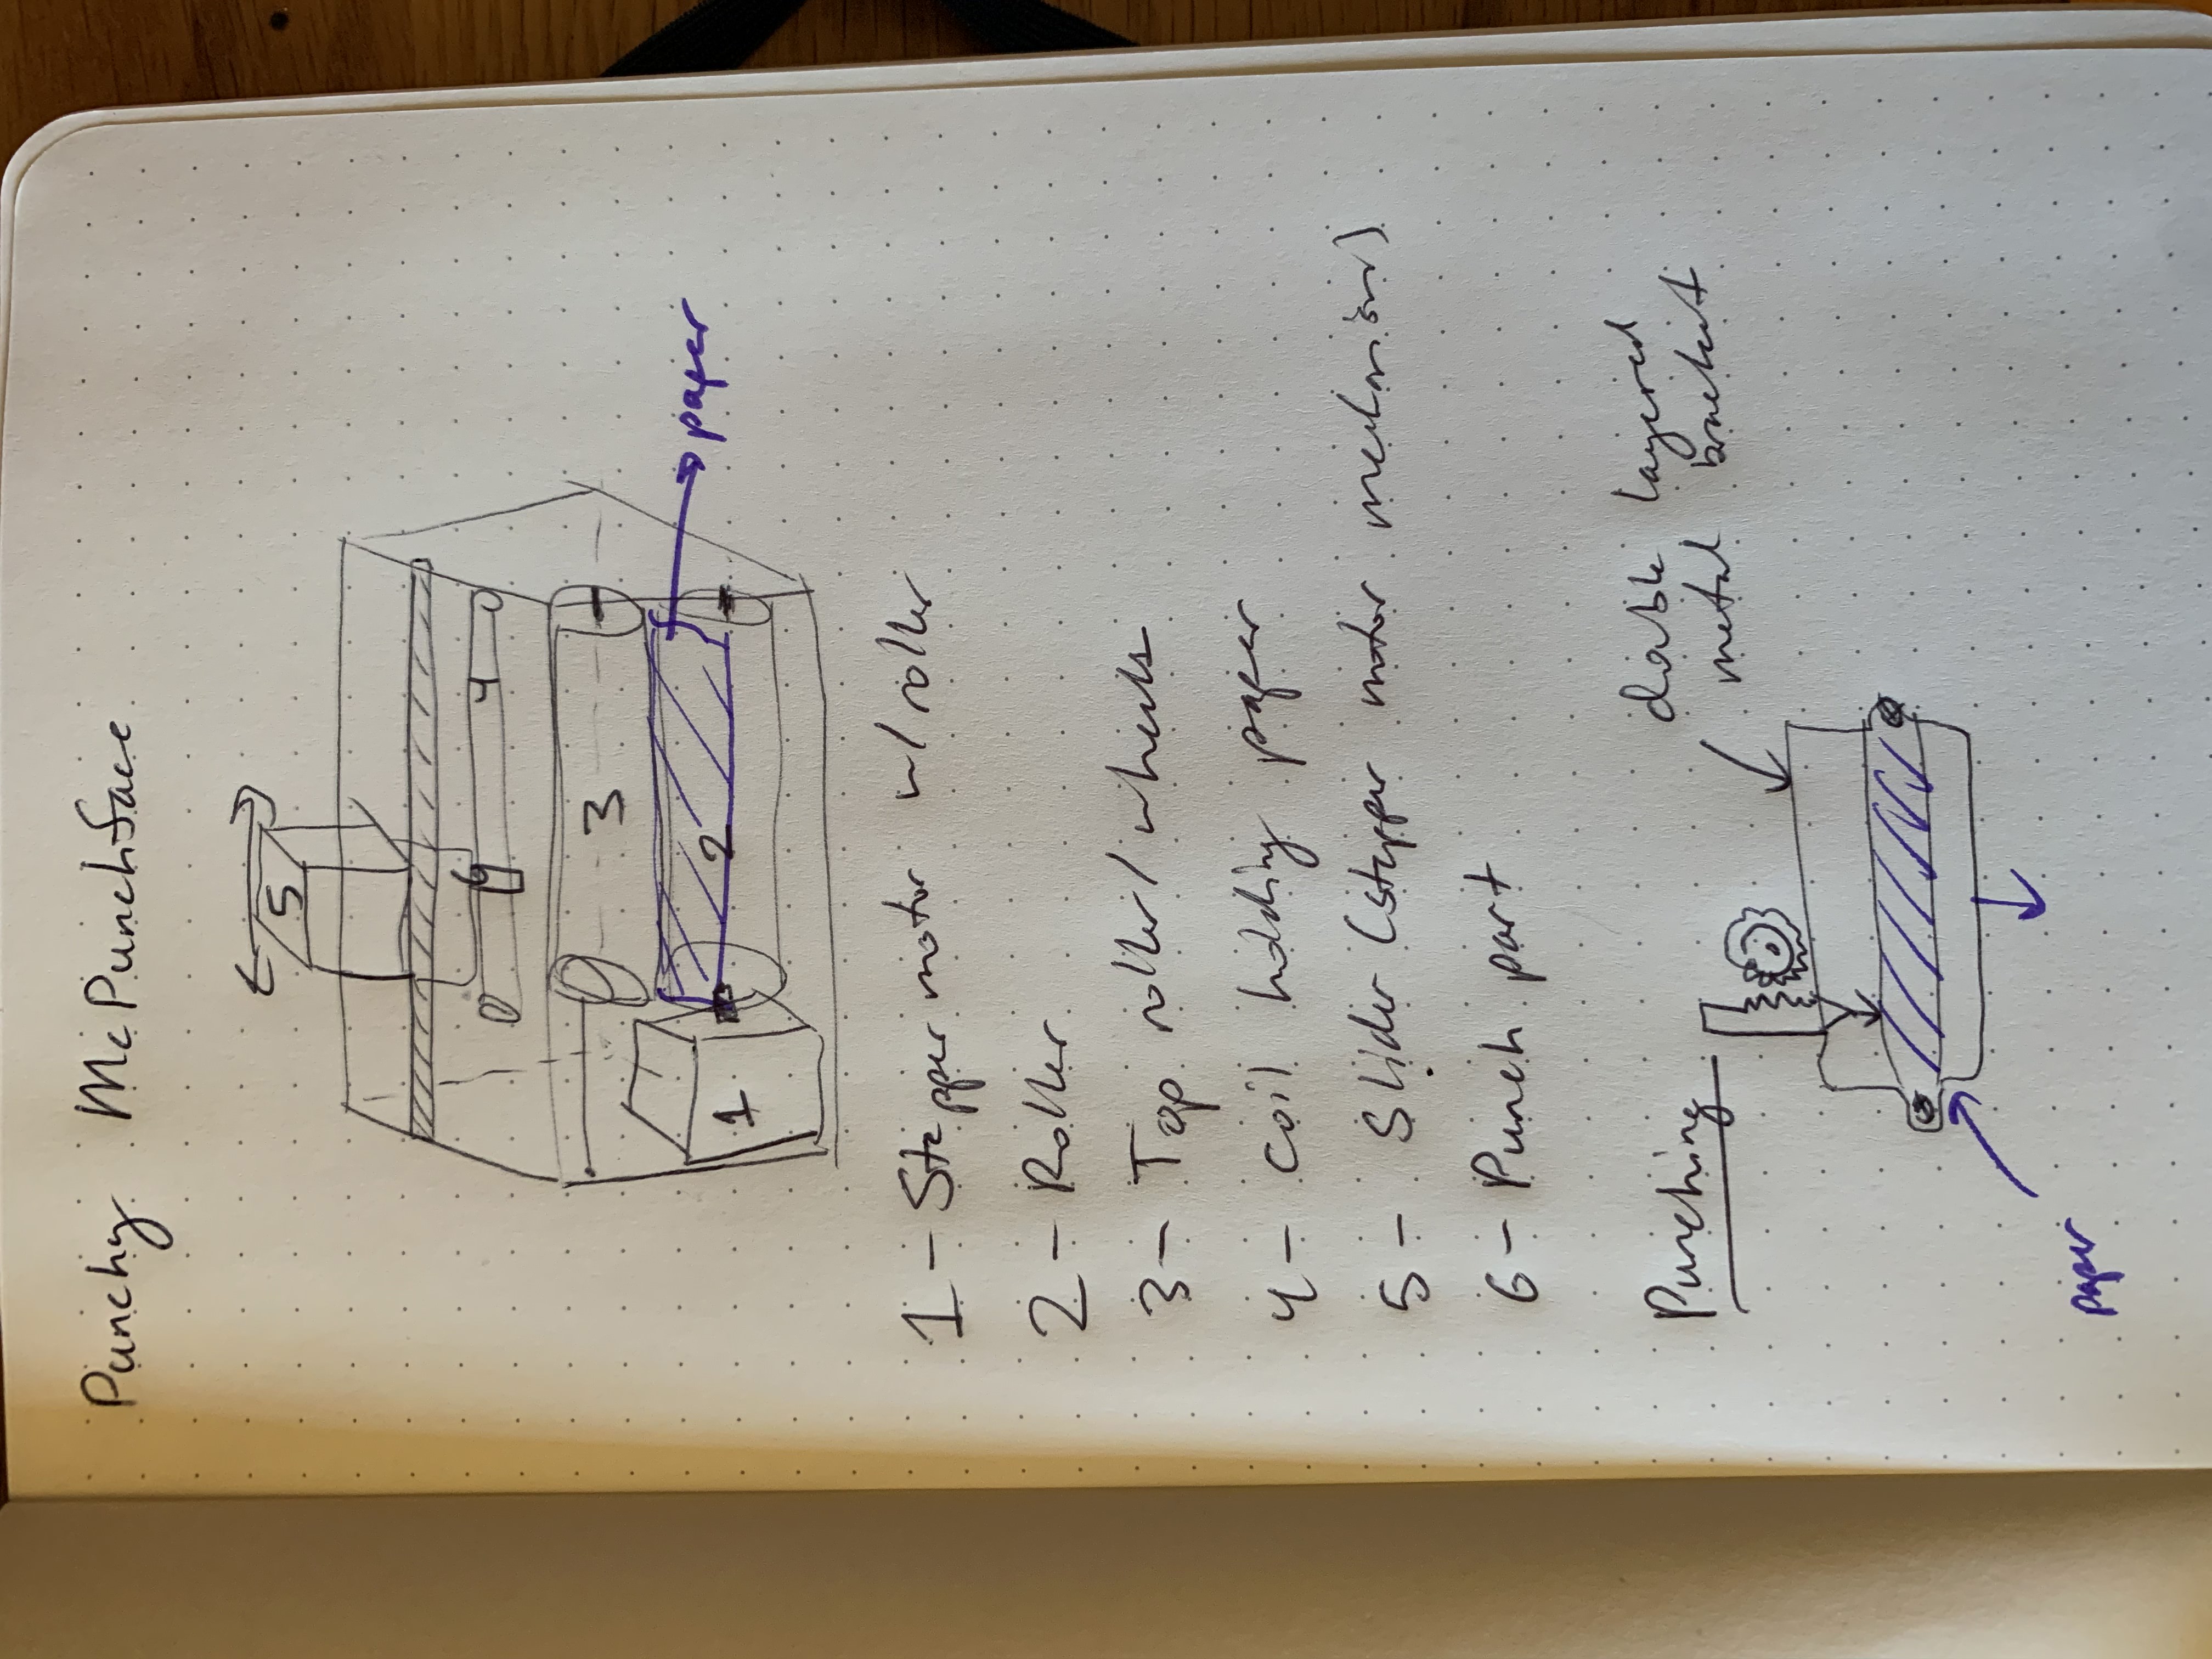 Punchy McPunchface
5
6
4
3
paper
2
1
1 - Stepper motor w/ roller
2 - Roller
3 - Top roller / wheels
4 - coil holding paper
5 - Slider (stepper motor mechanism)
6 - Punch part
Punching
double layered
metal bracket
paper